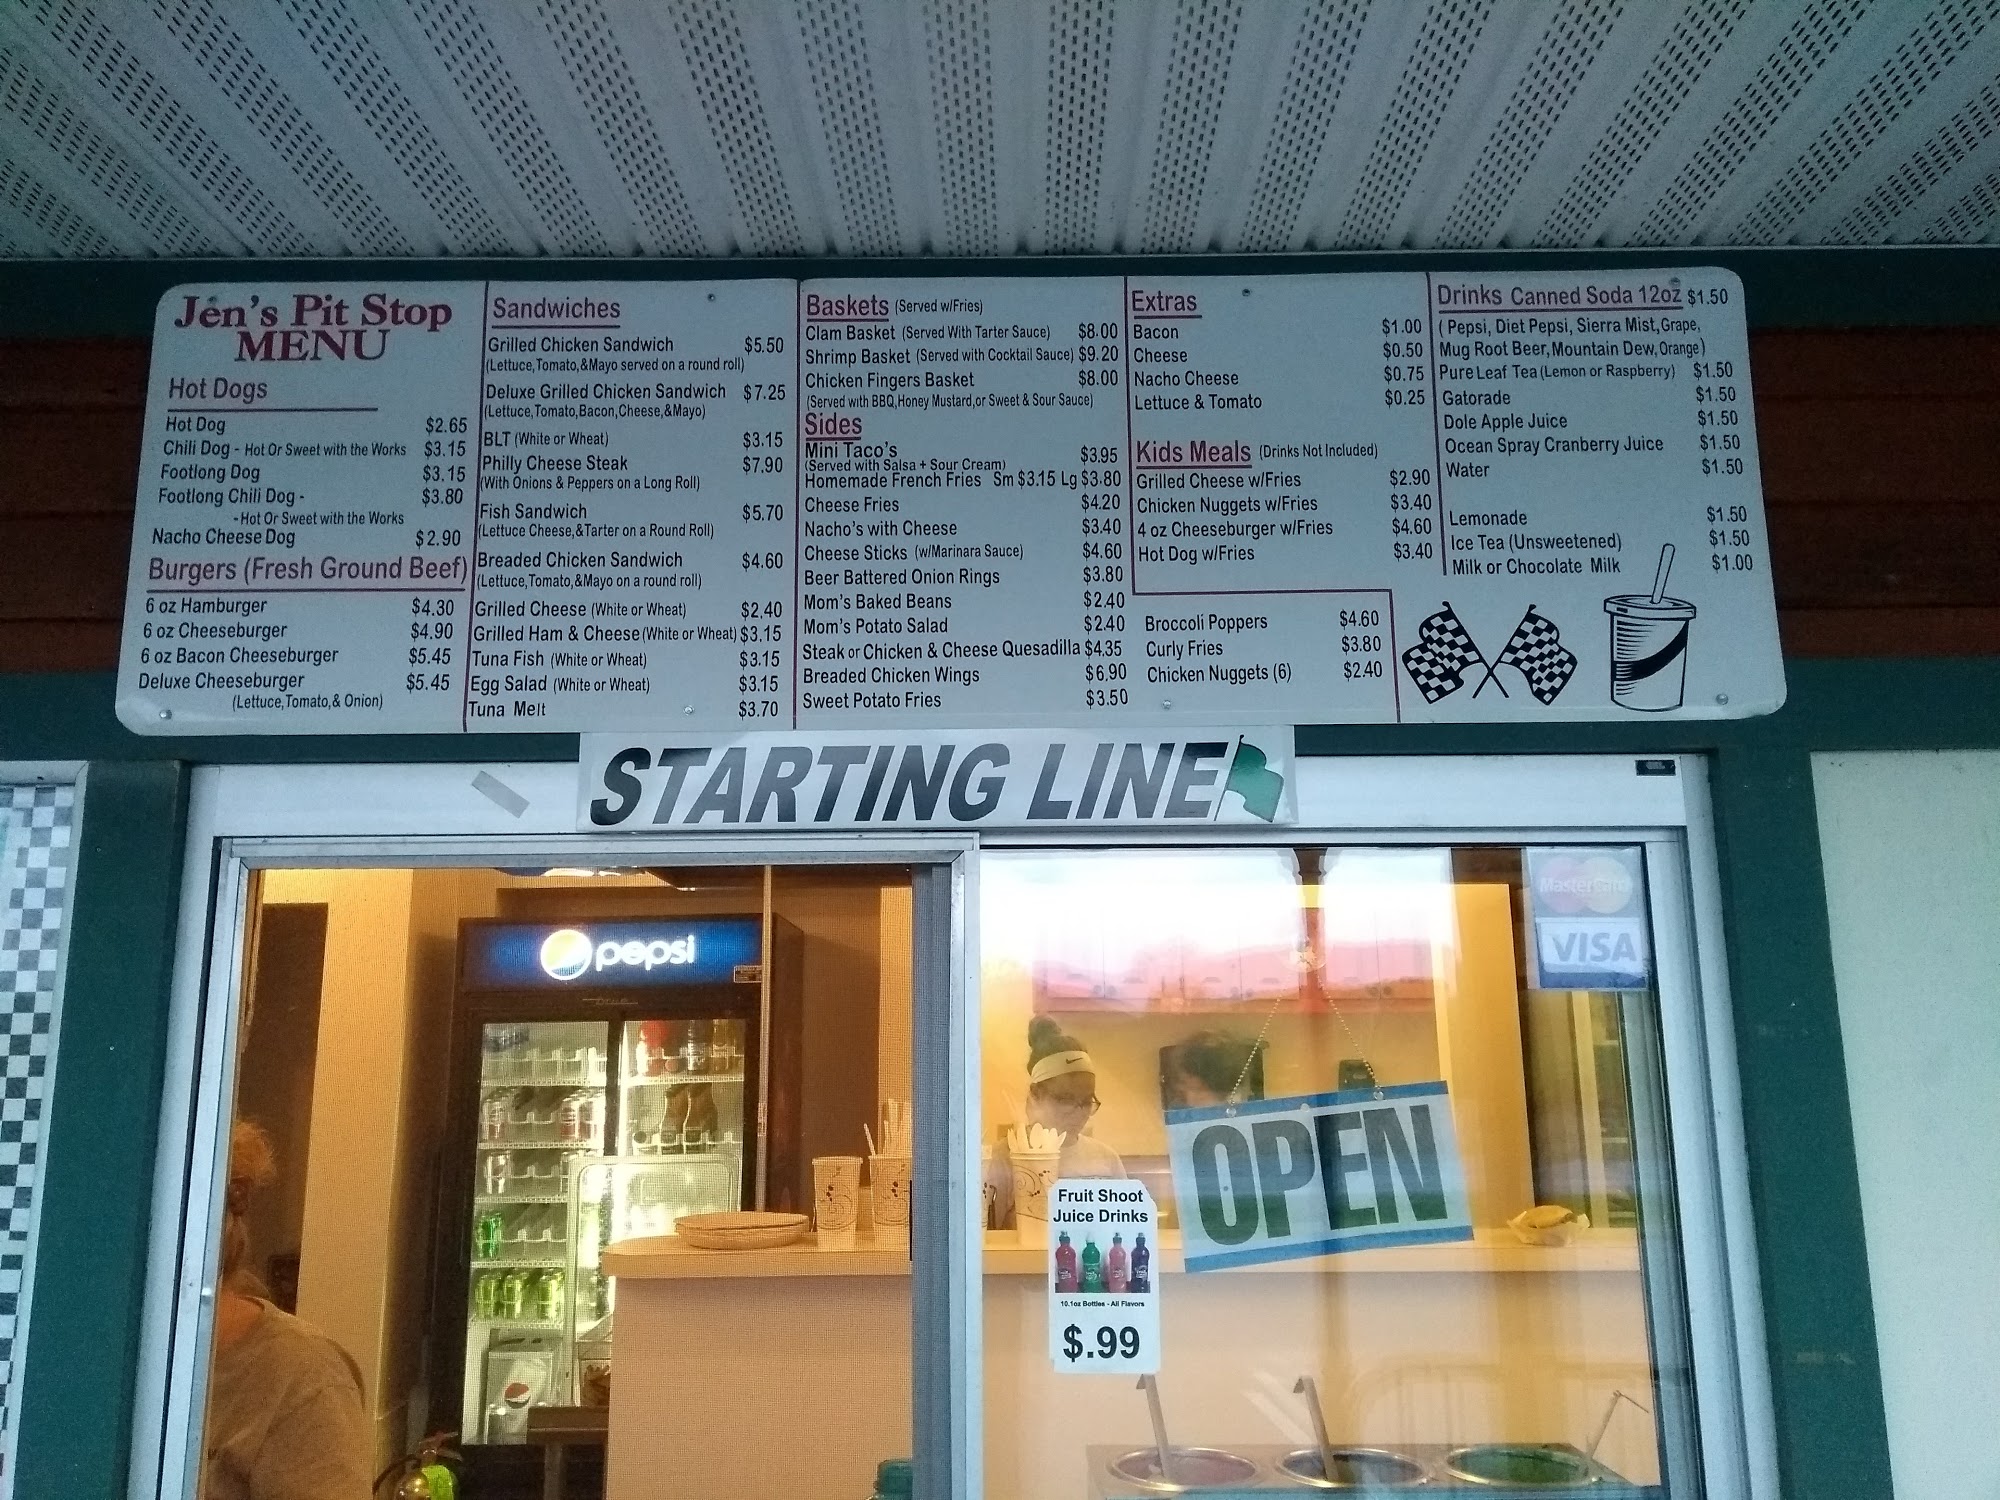 Jen's Pit Stop
MENU
Hot Dogs
Hot Dog $2.65
Chili Dog - Hot Or Sweet with the Works $3.15
Footlong Dog $3.15
Footlong Chili Dog - $3.80
- Hot Or Sweet with the Works
Nacho Cheese Dog $2.90
Burgers (Fresh Ground Beef)
6 oz Hamburger $4.30
6 oz Cheeseburger $4.90
6 oz Bacon Cheeseburger $5.45
Deluxe Cheeseburger $5.45
(Lettuce,Tomato,& Onion)
Sandwiches
Grilled Chicken Sandwich $5.50
(Lettuce,Tomato,&Mayo served on a round roll)
Deluxe Grilled Chicken Sandwich $7.25
(Lettuce,Tomato,Bacon,Cheese,&Mayo)
BLT (White or Wheat) $3.15
Philly Cheese Steak $7.90
(With Onions & Peppers on a Long Roll)
Fish Sandwich $5.70
(Lettuce Cheese,&Tarter on a Round Roll)
Breaded Chicken Sandwich $4.60
(Lettuce,Tomato,&Mayo on a round roll)
Grilled Cheese (White or Wheat) $2.40
Grilled Ham & Cheese (White or Wheat) $3.15
Tuna Fish (White or Wheat) $3.15
Egg Salad (White or Wheat) $3.15
Tuna Melt $3.70
Baskets (Served w/Fries)
Clam Basket (Served With Tarter Sauce) $8.00
Shrimp Basket (Served with Cocktail Sauce) $9.20
Chicken Fingers Basket $8.00
(Served with BBQ,Honey Mustard,or Sweet & Sour Sauce)
Sides
Mini Taco's $3.95
(Served with Salsa + Sour Cream)
Homemade French Fries Sm $3.15 Lg $3.80
Cheese Fries $4.20
Nacho's with Cheese $3.40
Cheese Sticks (w/Marinara Sauce) $4.60
Beer Battered Onion Rings $3.80
Mom's Baked Beans $2.40
Mom's Potato Salad $2.40
Steak or Chicken & Cheese Quesadilla $4.35
Breaded Chicken Wings $6.90
Sweet Potato Fries $3.50
Extras
Bacon $1.00
Cheese $0.50
Nacho Cheese $0.75
Lettuce & Tomato $0.25
Kids Meals (Drinks Not Included)
Grilled Cheese w/Fries $2.90
Chicken Nuggets w/Fries $3.40
4 oz Cheeseburger w/Fries $4.60
Hot Dog w/Fries $3.40
Broccoli Poppers $4.60
Curly Fries $3.80
Chicken Nuggets (6) $2.40
Drinks Canned Soda 12oz $1.50
( Pepsi, Diet Pepsi, Sierra Mist, Grape,
Mug Root Beer, Mountain Dew, Orange )
Pure Leaf Tea (Lemon or Raspberry) $1.50
Gatorade $1.50
Dole Apple Juice $1.50
Ocean Spray Cranberry Juice $1.50
Water $1.50
Lemonade $1.50
Ice Tea (Unsweetened) $1.50
Milk or Chocolate Milk $1.00
STARTING LINE
MasterCard
VISA
pepsi
OPEN
Fruit Shoot
Juice Drinks
10.1oz Bottles - All Flavors
$.99